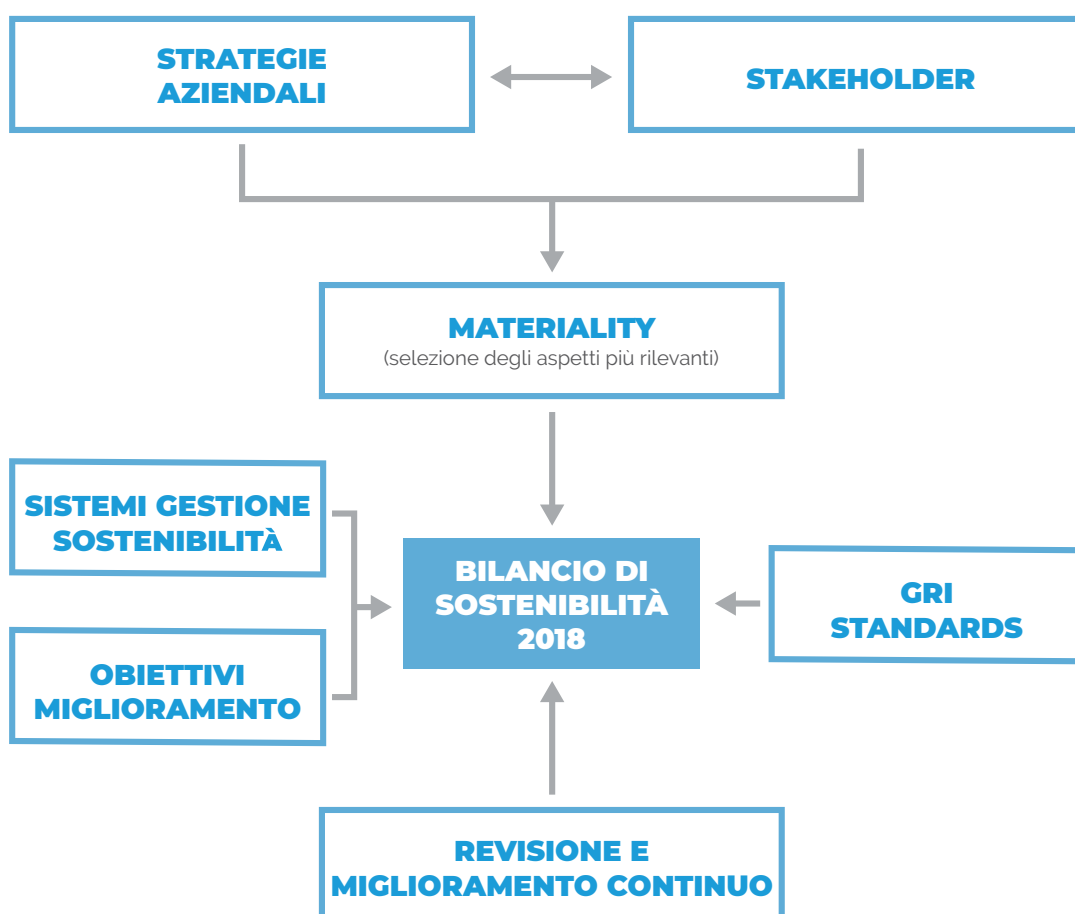 STRATEGIE
AZIENDALI
STAKEHOLDER
MATERIALITY
(selezione degli aspetti più rilevanti)
SISTEMI GESTIONE
SOSTENIBILITÀ
OBIETTIVI
MIGLIORAMENTO
BILANCIO DI
SOSTENIBILITÀ
2018
GRI
STANDARDS
REVISIONE E
MIGLIORAMENTO CONTINUO